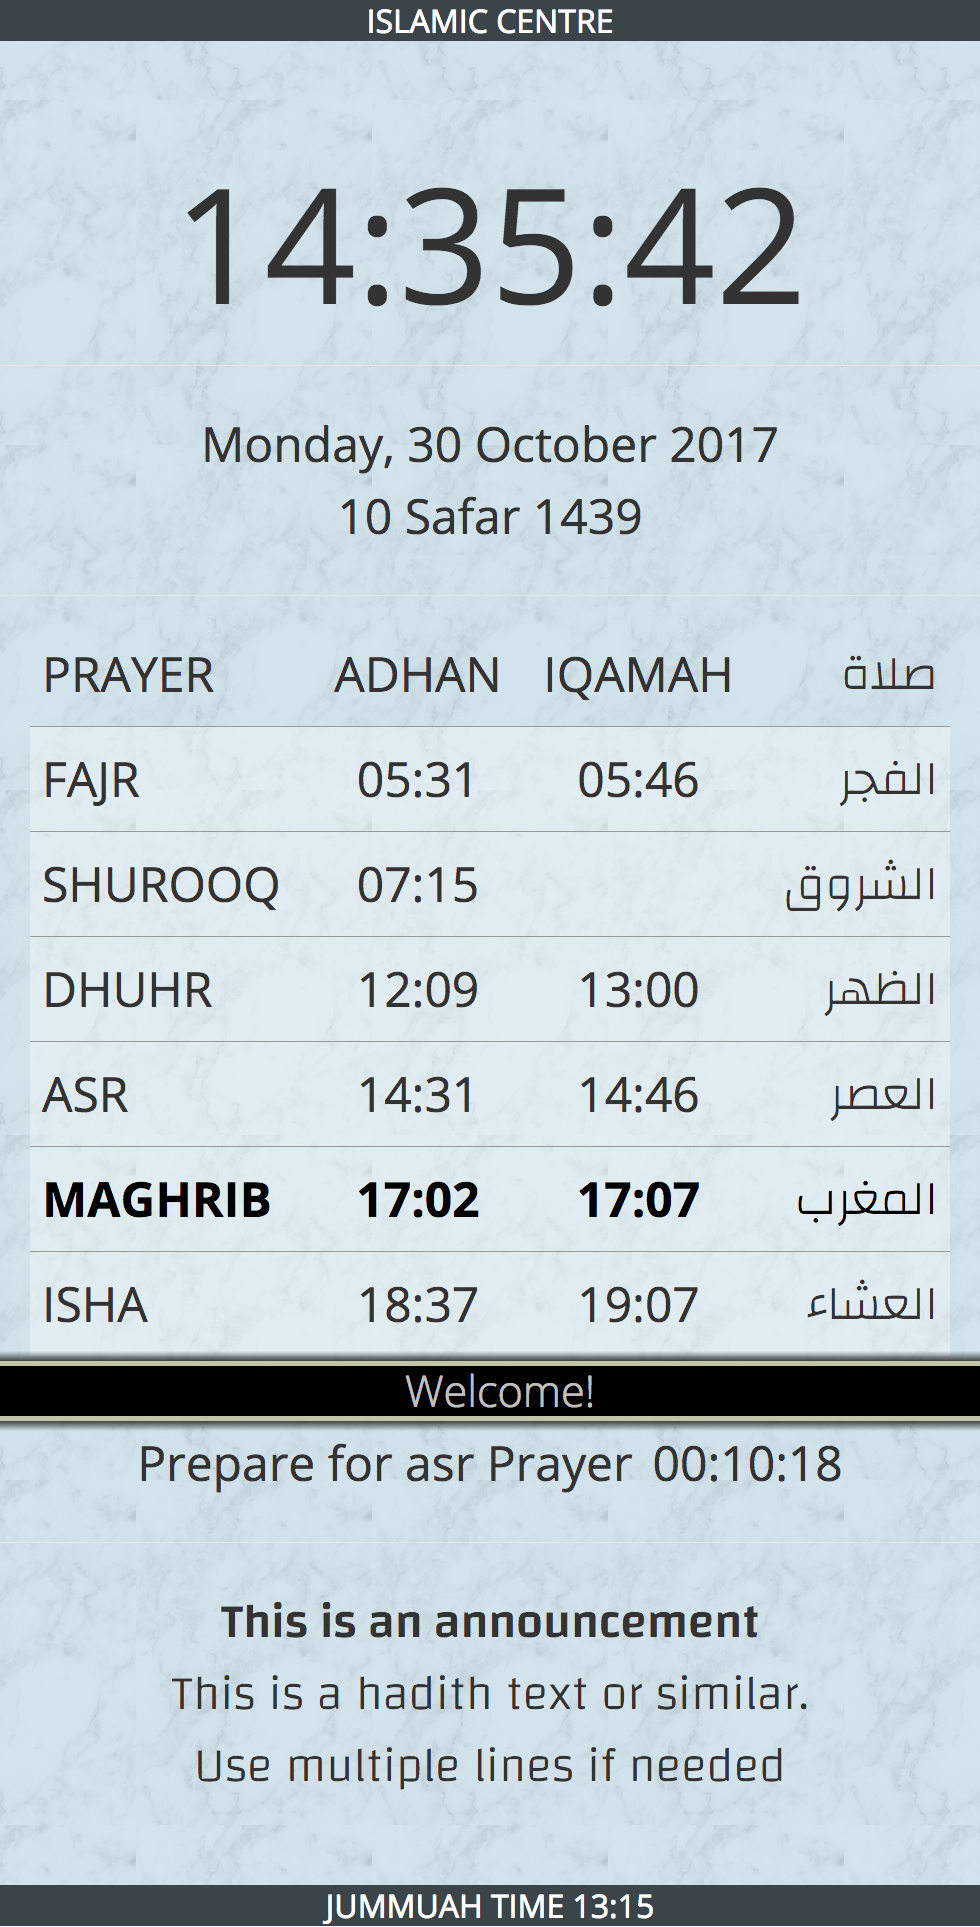 ISLAMIC CENTRE
14:35:42
Monday, 30 October 2017
10 Safar 1439
PRAYER ADHAN IQAMAH صلاة
FAJR 05:31 05:46 الفجر
SHUROOQ 07:15 الشروق
DHUHR 12:09 13:00 الظهر
ASR 14:31 14:46 العصر
MAGHRIB 17:02 17:07 المغرب
ISHA 18:37 19:07 العشاء
Welcome!
Prepare for asr Prayer 00:10:18
This is an announcement
This is a hadith text or similar.
Use multiple lines if needed
JUMMUAH TIME 13:15